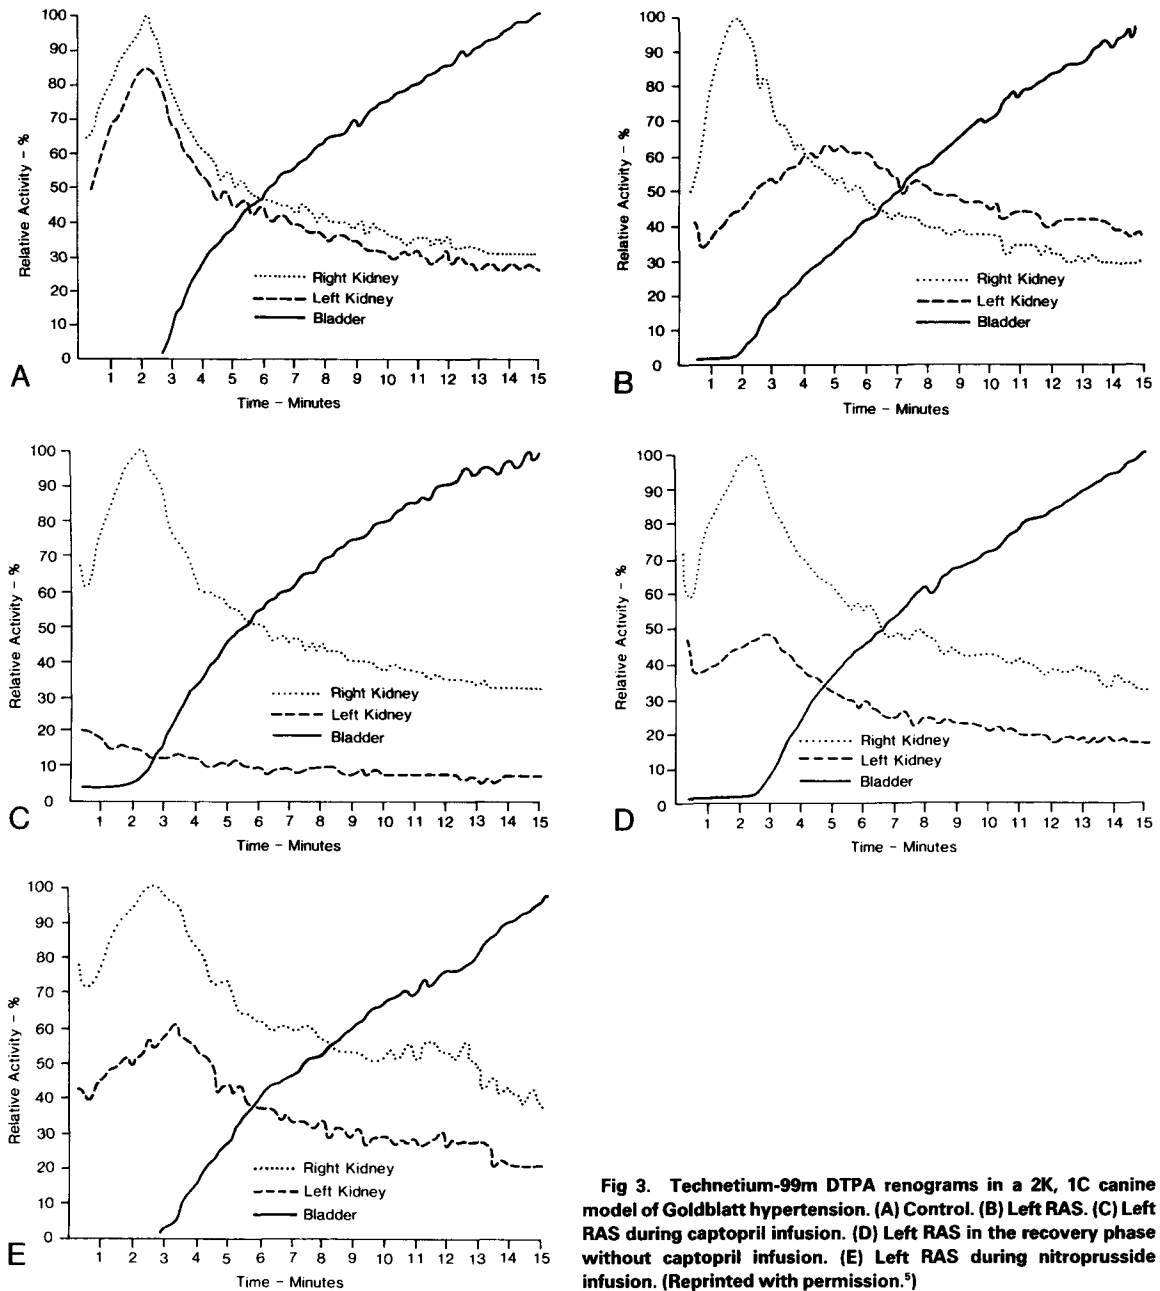 Relative Activity – %
100
90
80
70
60
50
40
30
20
10
0
Right Kidney
Left Kidney
Bladder
1 2 3 4 5 6 7 8 9 10 11 12 13 14 15
Time – Minutes
A
Relative Activity – %
100
90
80
70
60
50
40
30
20
10
0
Right Kidney
Left Kidney
Bladder
1 2 3 4 5 6 7 8 9 10 11 12 13 14 15
Time – Minutes
B
Relative Activity – %
100
90
80
70
60
50
40
30
20
10
0
Right Kidney
Left Kidney
Bladder
1 2 3 4 5 6 7 8 9 10 11 12 13 14 15
Time – Minutes
C
Relative Activity – %
100
90
80
70
60
50
40
30
20
10
0
Right Kidney
Left Kidney
Bladder
1 2 3 4 5 6 7 8 9 10 11 12 13 14 15
Time – Minutes
D
Relative Activity – %
100
90
80
70
60
50
40
30
20
10
0
Right Kidney
Left Kidney
Bladder
1 2 3 4 5 6 7 8 9 10 11 12 13 14 15
Time – Minutes
E
Fig 3. Technetium-99m DTPA renograms in a 2K, 1C canine
model of Goldblatt hypertension. (A) Control. (B) Left RAS. (C) Left
RAS during captopril infusion. (D) Left RAS in the recovery phase
without captopril infusion. (E) Left RAS during nitroprusside
infusion. (Reprinted with permission.⁵)